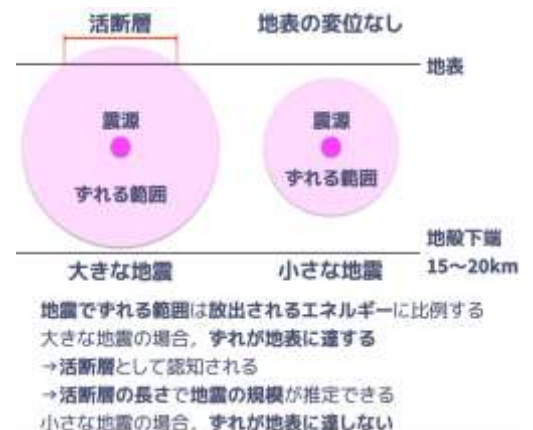 活断層
地表の変位なし
地表
震源
震源
ずれる範囲
ずれる範囲
地殻下端
15〜20km
大きな地震
小さな地震
地震でずれる範囲は放出されるエネルギーに比例する
大きな地震の場合，ずれが地表に達する
→活断層として認知される
→活断層の長さで地震の規模が推定できる
小さな地震の場合，ずれが地表に達しない